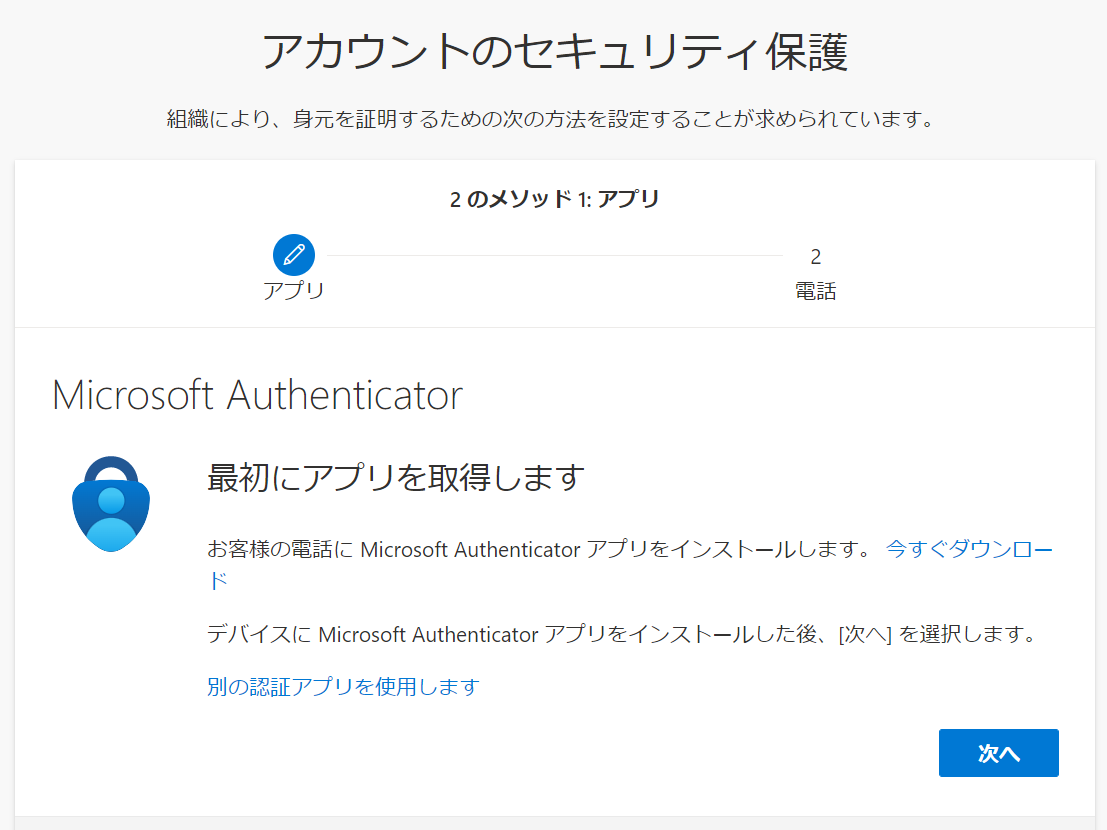 アカウントのセキュリティ保護
組織により、身元を証明するための次の方法を設定することが求められています。
2 のメソッド 1: アプリ
2
アプリ
電話
Microsoft Authenticator
最初にアプリを取得します
お客様の電話に Microsoft Authenticator アプリをインストールします。 今すぐダウンロー
ド
デバイスに Microsoft Authenticator アプリをインストールした後、[次へ] を選択します。
別の認証アプリを使用します
次へ